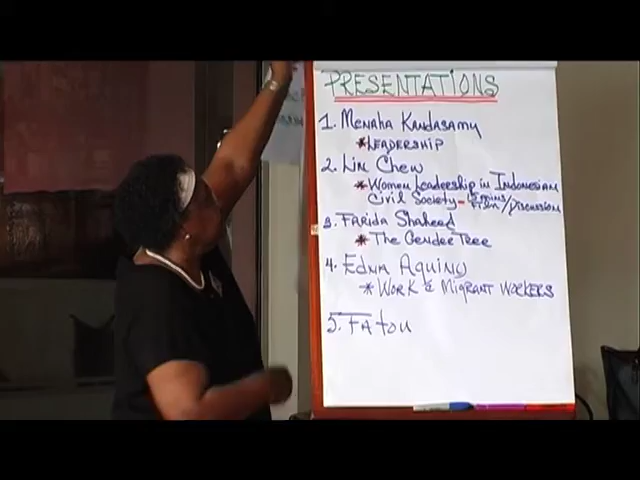 PRESENTATIONS
1. Menaha Kandasamy
*LEADERSHIP
2. Lin Chew
*Women Leadership in Indonesian
Civil Society - Film/Discussion
3. Farida Shaheed
*The Gender Tree
4. Edna Aquino
*Work & Migrant Workers
5. Fatou